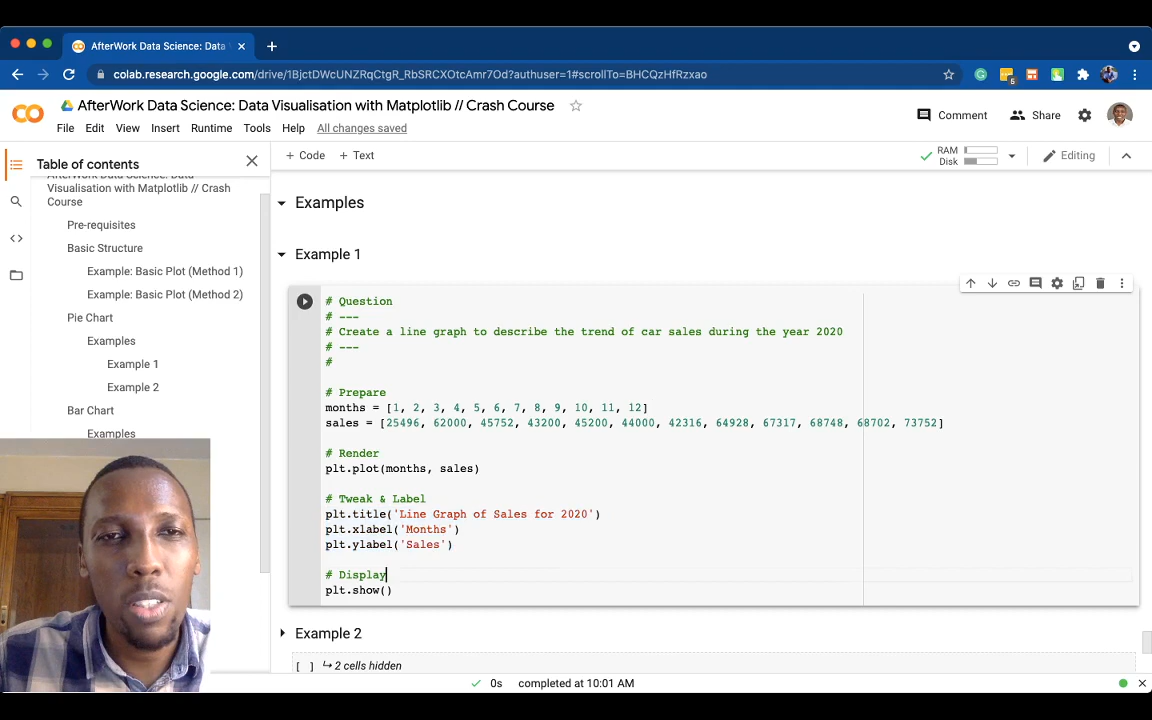 AfterWork Data Science: Data
colab.research.google.com/drive/1BjctDWcUNZRqCtgR_RbSRCXOtcAmr7Od?authuser=1#scrollTo=BHCQzHfRzxao
5
AfterWork Data Science: Data Visualisation with Matplotlib // Crash Course
File Edit View Insert Runtime Tools Help All changes saved
Comment Share
Table of contents
+ Code + Text
RAM
Disk
Editing
AfterWork Data Science: Data
Visualisation with Matplotlib // Crash
Course
Pre-requisites
Basic Structure
Example: Basic Plot (Method 1)
Example: Basic Plot (Method 2)
Pie Chart
Examples
Example 1
Example 2
Bar Chart
Examples
Examples
Example 1
# Question
# ---
# Create a line graph to describe the trend of car sales during the year 2020
# ---
#
# Prepare
months = [1, 2, 3, 4, 5, 6, 7, 8, 9, 10, 11, 12]
sales = [25496, 62000, 45752, 43200, 45200, 44000, 42316, 64928, 67317, 68748, 68702, 73752]
# Render
plt.plot(months, sales)
# Tweak & Label
plt.title('Line Graph of Sales for 2020')
plt.xlabel('Months')
plt.ylabel('Sales')
# Display
plt.show()
Example 2
[ ] 2 cells hidden
0s completed at 10:01 AM